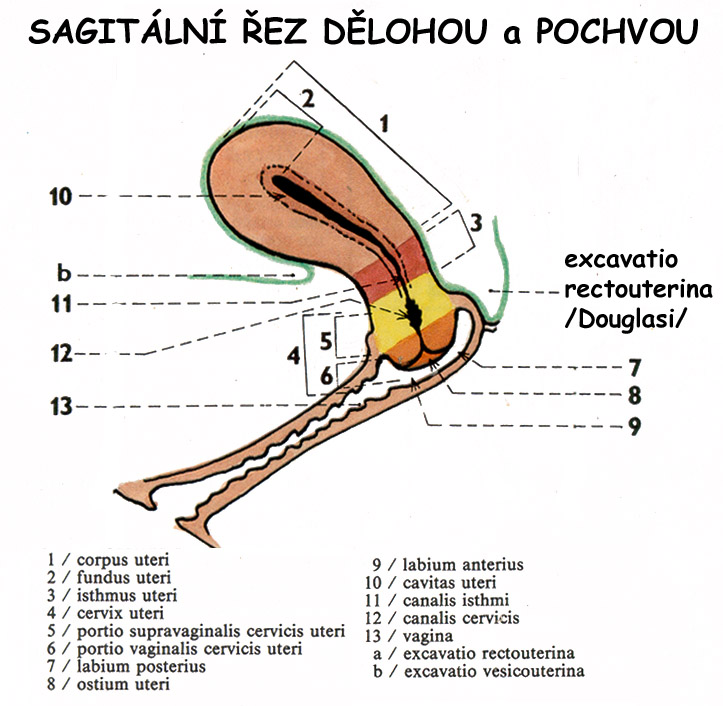 SAGITÁLNÍ ŘEZ DĚLOHOU a POCHVOU
2
1
10
3
b
excavatio
rectouterina
/Douglasi/
11
5
4
12
6
7
13
8
9
1 / corpus uteri
2 / fundus uteri
3 / isthmus uteri
4 / cervix uteri
5 / portio supravaginalis cervicis uteri
6 / portio vaginalis cervicis uteri
7 / labium posterius
8 / ostium uteri
9 / labium anterius
10 / cavitas uteri
11 / canalis isthmi
12 / canalis cervicis
13 / vagina
a / excavatio rectouterina
b / excavatio vesicouterina